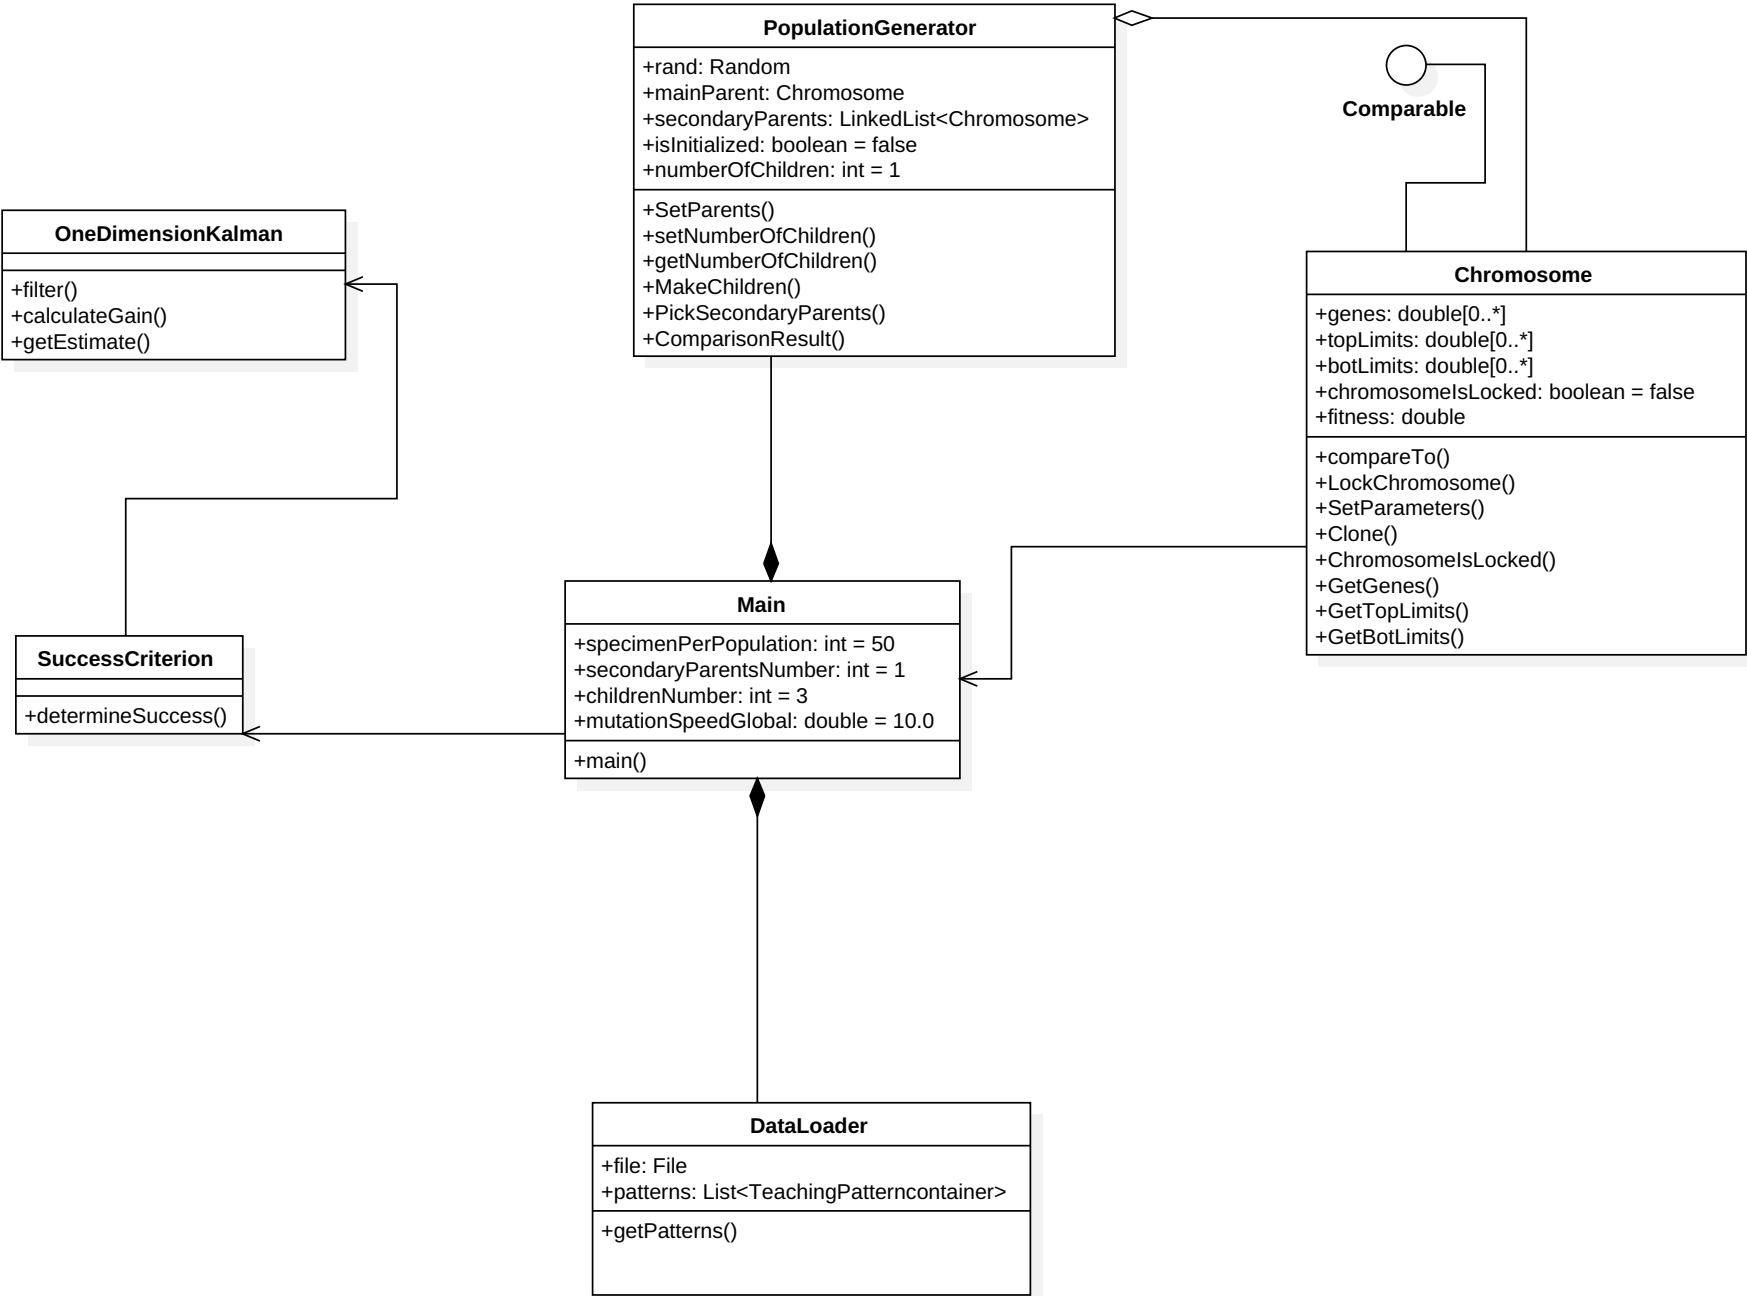 PopulationGenerator
+rand: Random
+mainParent: Chromosome
+secondaryParents: LinkedList<Chromosome>
+isInitialized: boolean = false
+numberOfChildren: int = 1
+SetParents()
+setNumberOfChildren()
+getNumberOfChildren()
+MakeChildren()
+PickSecondaryParents()
+ComparisonResult()
Comparable
OneDimensionKalman
+filter()
+calculateGain()
+getEstimate()
Chromosome
+genes: double[0..*]
+topLimits: double[0..*]
+botLimits: double[0..*]
+chromosomeIsLocked: boolean = false
+fitness: double
+compareTo()
+LockChromosome()
+SetParameters()
+Clone()
+ChromosomeIsLocked()
+GetGenes()
+GetTopLimits()
+GetBotLimits()
Main
+specimenPerPopulation: int = 50
+secondaryParentsNumber: int = 1
+childrenNumber: int = 3
+mutationSpeedGlobal: double = 10.0
+main()
SuccessCriterion
+determineSuccess()
DataLoader
+file: File
+patterns: List<TeachingPatterncontainer>
+getPatterns()